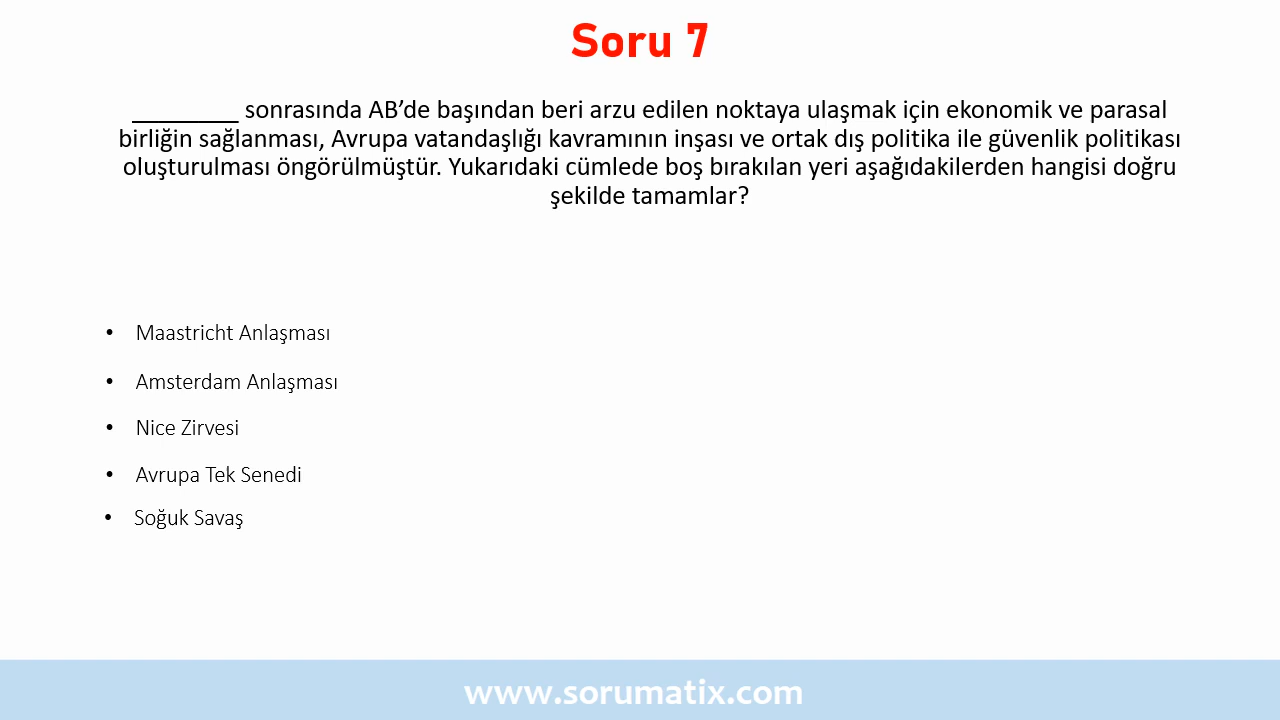 Soru 7
________ sonrasında AB’de başından beri arzu edilen noktaya ulaşmak için ekonomik ve parasal
birliğin sağlanması, Avrupa vatandaşlığı kavramının inşası ve ortak dış politika ile güvenlik politikası
oluşturulması öngörülmüştür. Yukarıdaki cümlede boş bırakılan yeri aşağıdakilerden hangisi doğru
şekilde tamamlar?
• Maastricht Anlaşması
• Amsterdam Anlaşması
• Nice Zirvesi
• Avrupa Tek Senedi
• Soğuk Savaş
www.sorumatix.com